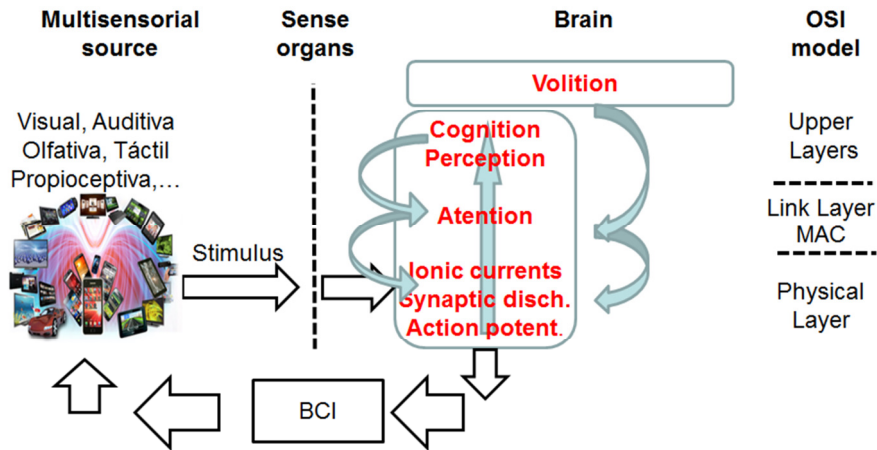 Multisensorial
source
Sense
organs
Brain
OSI
model
Volition
Visual, Auditiva
Olfativa, Táctil
Propioceptiva,...
Cognition
Perception
Upper
Layers
Atention
Link Layer
MAC
Stimulus
Ionic currents
Synaptic disch.
Action potent.
Physical
Layer
BCI